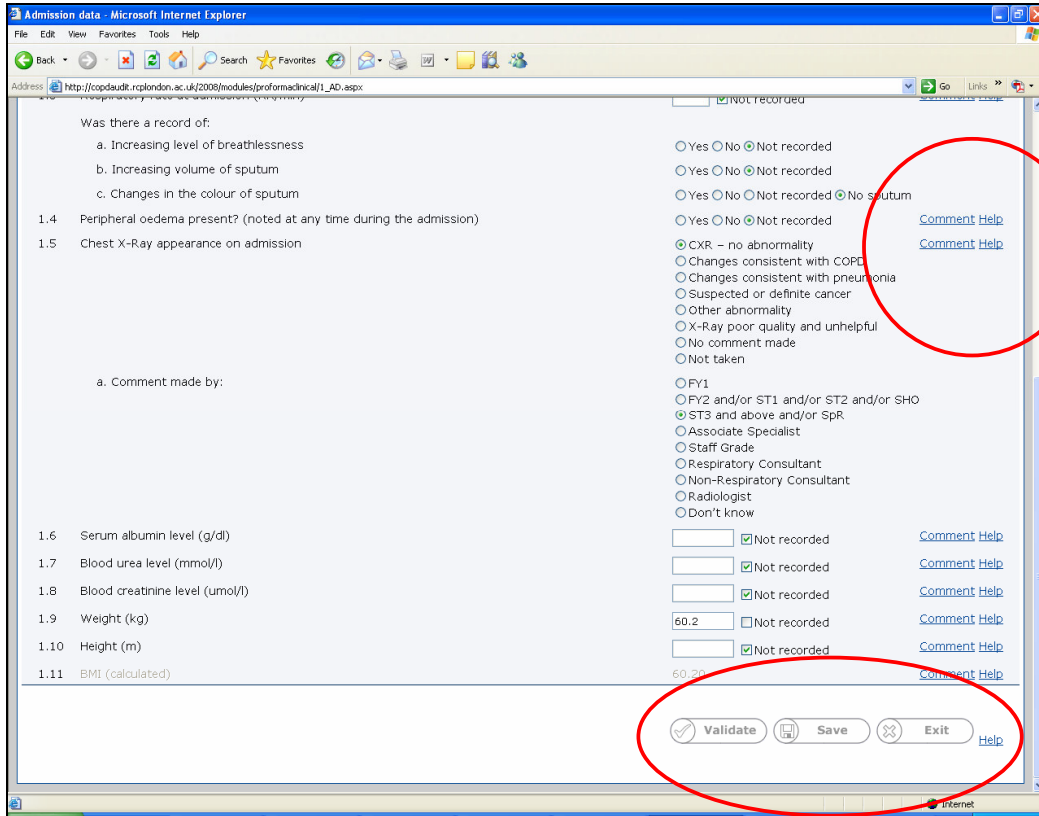 Admission data - Microsoft Internet Explorer
File Edit View Favorites Tools Help
Back Search Favorites
Address http://copdaudit.rcplondon.ac.uk/2008/modules/proformaclinical/1_AD.aspx Go Links »
Not recorded Comment Help
Was there a record of:
a. Increasing level of breathlessness Yes No Not recorded
b. Increasing volume of sputum Yes No Not recorded
c. Changes in the colour of sputum Yes No Not recorded No sputum
1.4 Peripheral oedema present? (noted at any time during the admission) Yes No Not recorded Comment Help
1.5 Chest X-Ray appearance on admission CXR – no abnormality Comment Help
Changes consistent with COPD
Changes consistent with pneumonia
Suspected or definite cancer
Other abnormality
X-Ray poor quality and unhelpful
No comment made
Not taken
a. Comment made by: FY1
FY2 and/or ST1 and/or ST2 and/or SHO
ST3 and above and/or SpR
Associate Specialist
Staff Grade
Respiratory Consultant
Non-Respiratory Consultant
Radiologist
Don't know
1.6 Serum albumin level (g/dl) Not recorded Comment Help
1.7 Blood urea level (mmol/l) Not recorded Comment Help
1.8 Blood creatinine level (umol/l) Not recorded Comment Help
1.9 Weight (kg) 60.2 Not recorded Comment Help
1.10 Height (m) Not recorded Comment Help
1.11 BMI (calculated) 60.20 Comment Help
Validate Save Exit Help
Internet